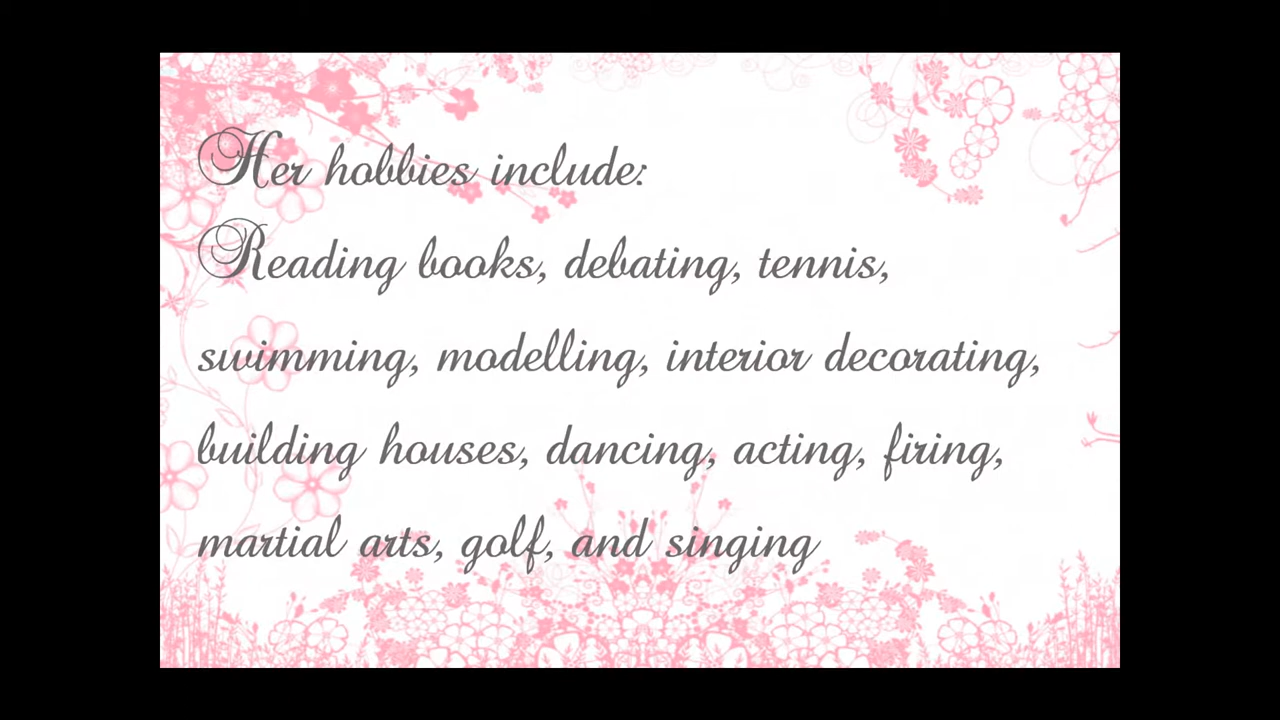 Her hobbies include:
Reading books, debating, tennis,
swimming, modelling, interior decorating,
building houses, dancing, acting, firing,
martial arts, golf, and singing